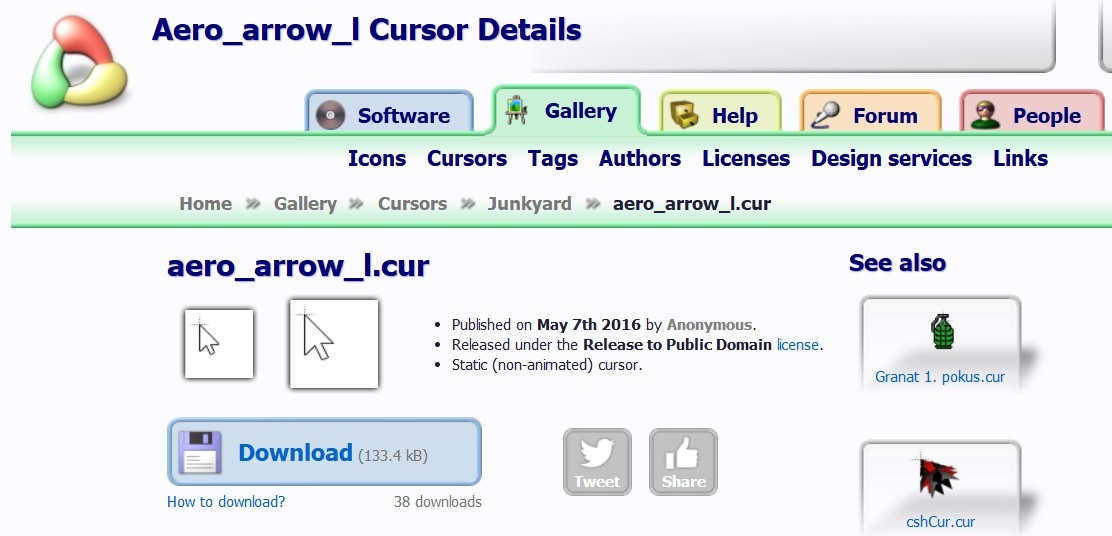 Aero_arrow_l Cursor Details
Software Gallery Help Forum People
Icons Cursors Tags Authors Licenses Design services Links
Home » Gallery » Cursors » Junkyard » aero_arrow_l.cur
aero_arrow_l.cur
• Published on May 7th 2016 by Anonymous.
• Released under the Release to Public Domain license.
• Static (non-animated) cursor.
Download (133.4 kB)
How to download? 38 downloads
Tweet Share
See also
Granat 1. pokus.cur
cshCur.cur